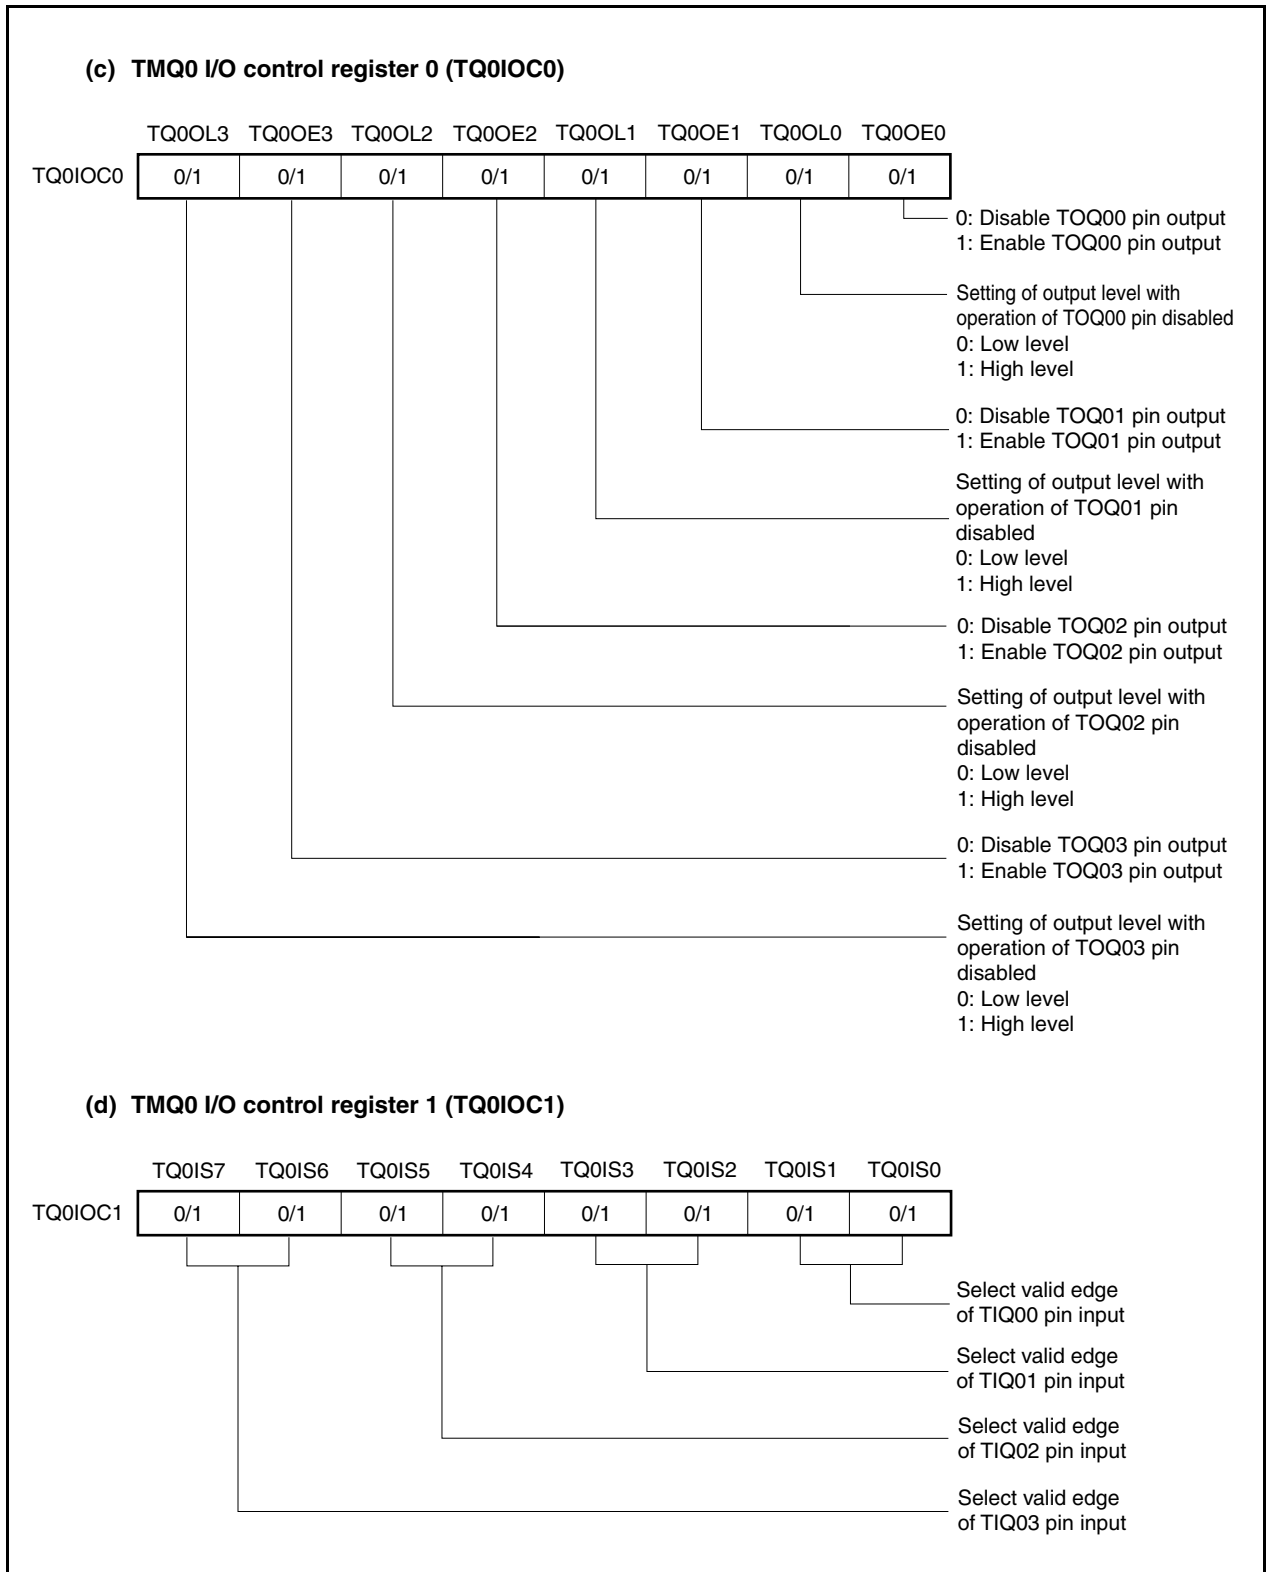 (c) TMQ0 I/O control register 0 (TQ0IOC0)
TQ0OL3 TQ0OE3 TQ0OL2 TQ0OE2 TQ0OL1 TQ0OE1 TQ0OL0 TQ0OE0
TQ0IOC0 0/1 0/1 0/1 0/1 0/1 0/1 0/1 0/1
0: Disable TOQ00 pin output
1: Enable TOQ00 pin output
Setting of output level with
operation of TOQ00 pin disabled
0: Low level
1: High level
0: Disable TOQ01 pin output
1: Enable TOQ01 pin output
Setting of output level with
operation of TOQ01 pin
disabled
0: Low level
1: High level
0: Disable TOQ02 pin output
1: Enable TOQ02 pin output
Setting of output level with
operation of TOQ02 pin
disabled
0: Low level
1: High level
0: Disable TOQ03 pin output
1: Enable TOQ03 pin output
Setting of output level with
operation of TOQ03 pin
disabled
0: Low level
1: High level
(d) TMQ0 I/O control register 1 (TQ0IOC1)
TQ0IS7 TQ0IS6 TQ0IS5 TQ0IS4 TQ0IS3 TQ0IS2 TQ0IS1 TQ0IS0
TQ0IOC1 0/1 0/1 0/1 0/1 0/1 0/1 0/1 0/1
Select valid edge
of TIQ00 pin input
Select valid edge
of TIQ01 pin input
Select valid edge
of TIQ02 pin input
Select valid edge
of TIQ03 pin input